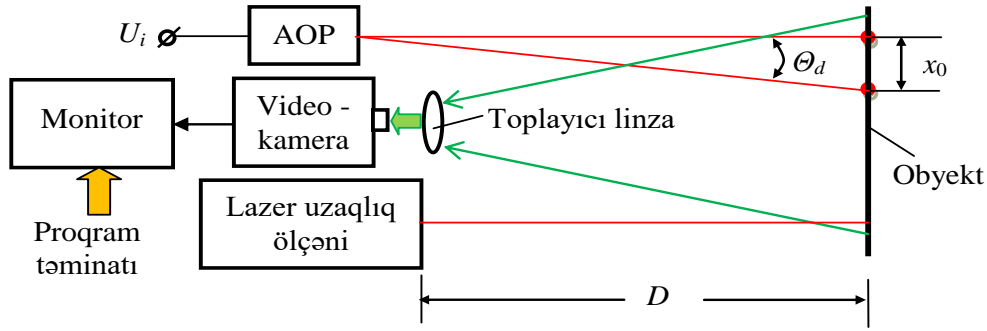 U_i
AOP
Θ_d
x_0
Monitor
Video -
kamera
Toplayıcı linza
Obyekt
Lazer uzaqlıq
ölçəni
Proqram
təminatı
D